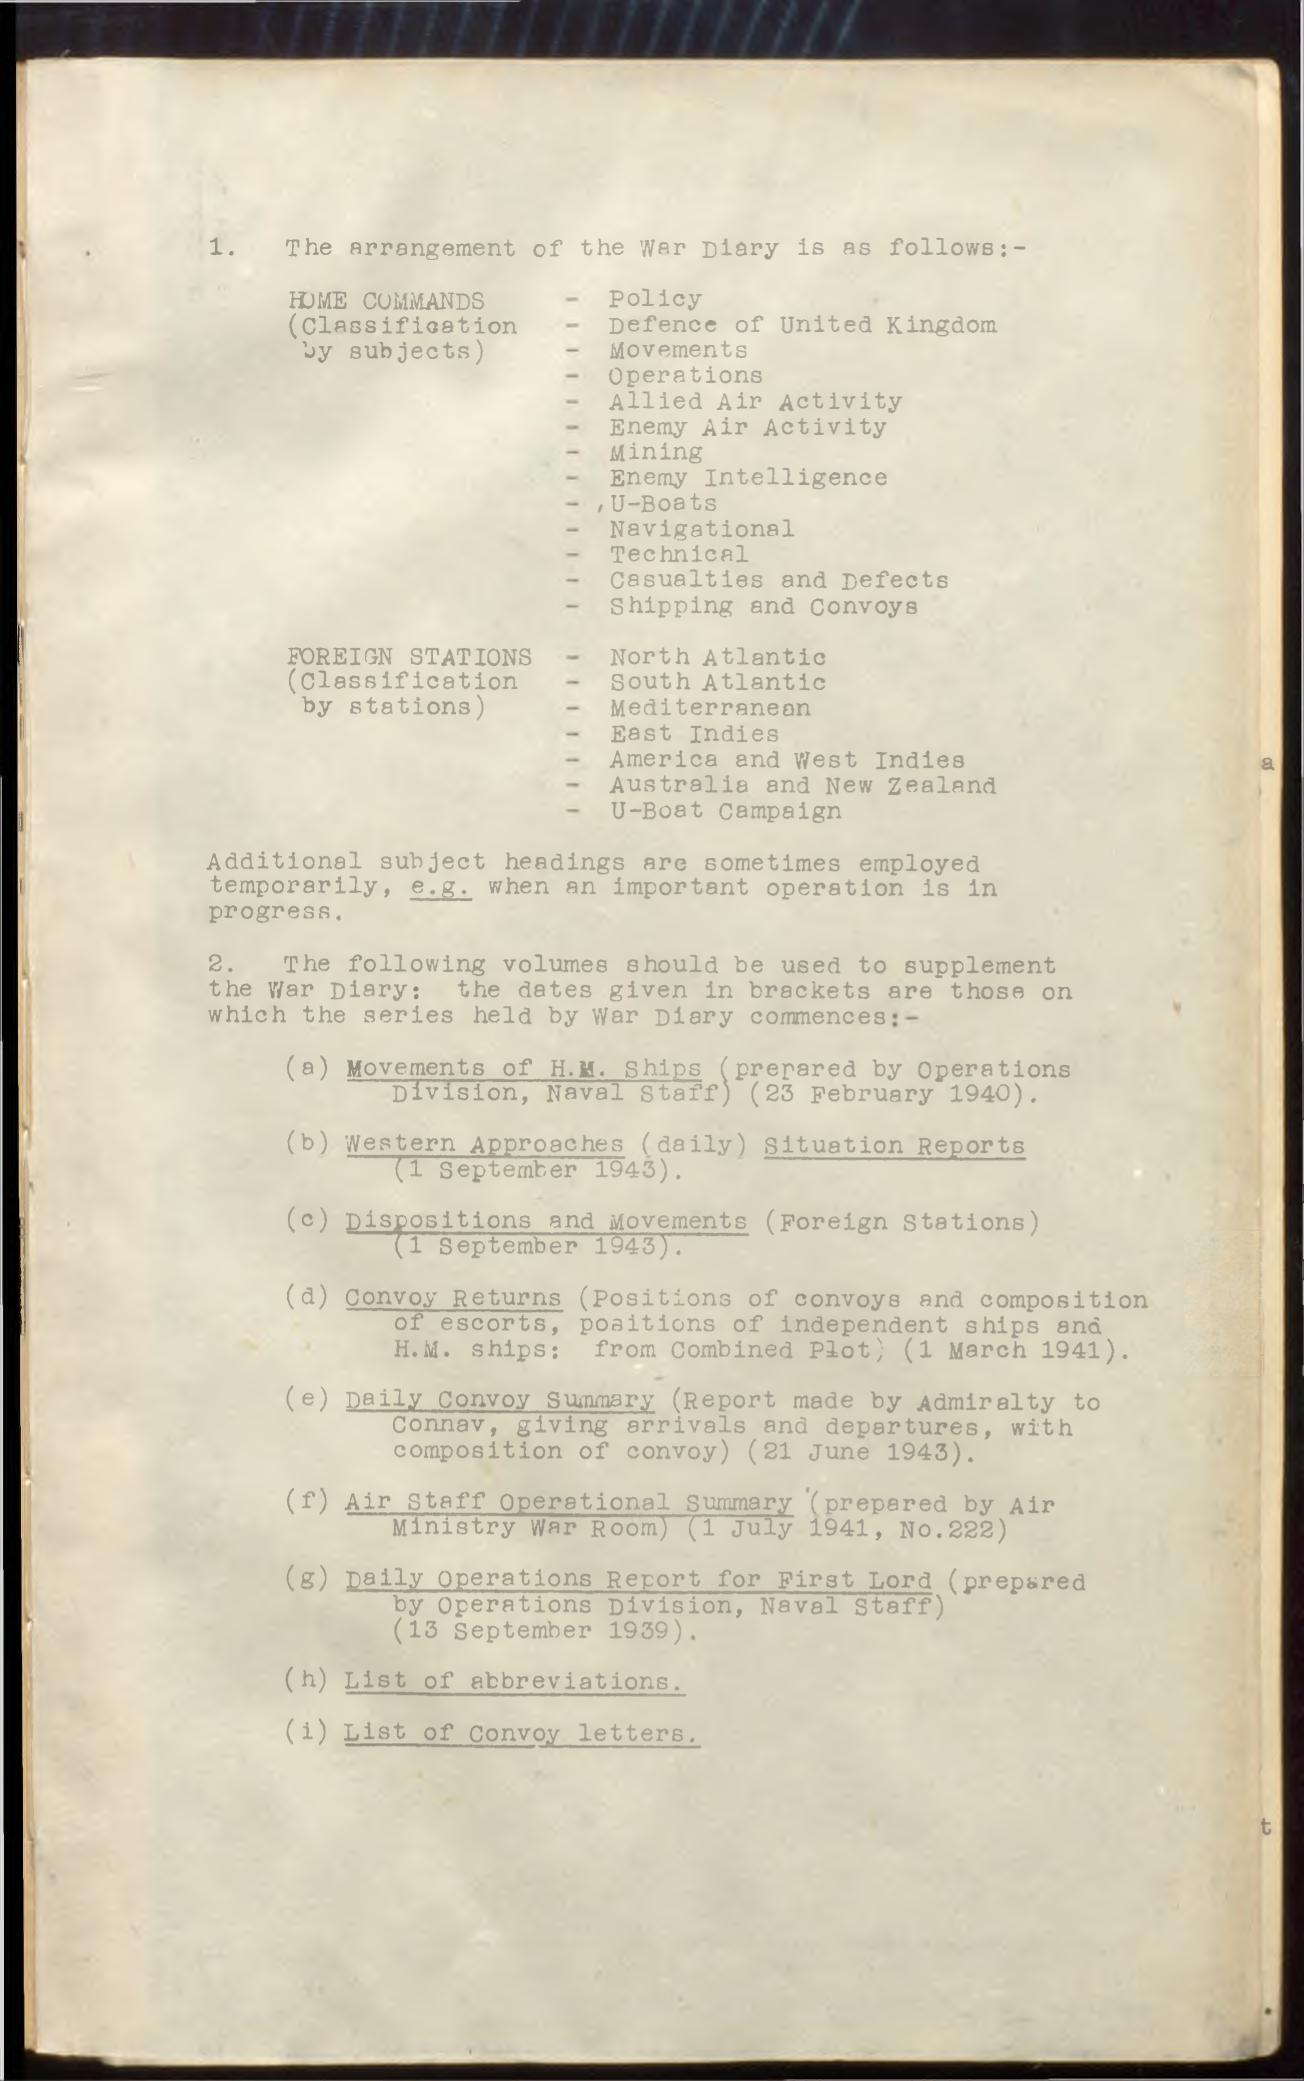 1. The arrangement of the War Diary is as follows:-
HOME COMMANDS - Policy
(Classification - Defence of United Kingdom
by subjects) - Movements
- Operations
- Allied Air Activity
- Enemy Air Activity
- Mining
- Enemy Intelligence
- U-Boats
- Navigational
- Technical
- Casualties and Defects
- Shipping and Convoys
FOREIGN STATIONS - North Atlantic
(Classification - South Atlantic
by stations) - Mediterranean
- East Indies
- America and West Indies
- Australia and New Zealand
- U-Boat Campaign
Additional subject headings are sometimes employed
temporarily, e.g. when an important operation is in
progress.
2. The following volumes should be used to supplement
the War Diary: the dates given in brackets are those on
which the series held by War Diary commences:-
(a) Movements of H.M. Ships (prepared by Operations
Division, Naval Staff) (23 February 1940).
(b) Western Approaches (daily) Situation Reports
(1 September 1943).
(c) Dispositions and Movements (Foreign Stations)
(1 September 1943).
(d) Convoy Returns (Positions of convoys and composition
of escorts, positions of independent ships and
H.M. ships: from Combined Plot) (1 March 1941).
(e) Daily Convoy Summary (Report made by Admiralty to
Connav, giving arrivals and departures, with
composition of convoy) (21 June 1943).
(f) Air Staff Operational Summary (prepared by Air
Ministry War Room) (1 July 1941, No.222)
(g) Daily Operations Report for First Lord (prepared
by Operations Division, Naval Staff)
(13 September 1939).
(h) List of abbreviations.
(i) List of Convoy letters.
a
t